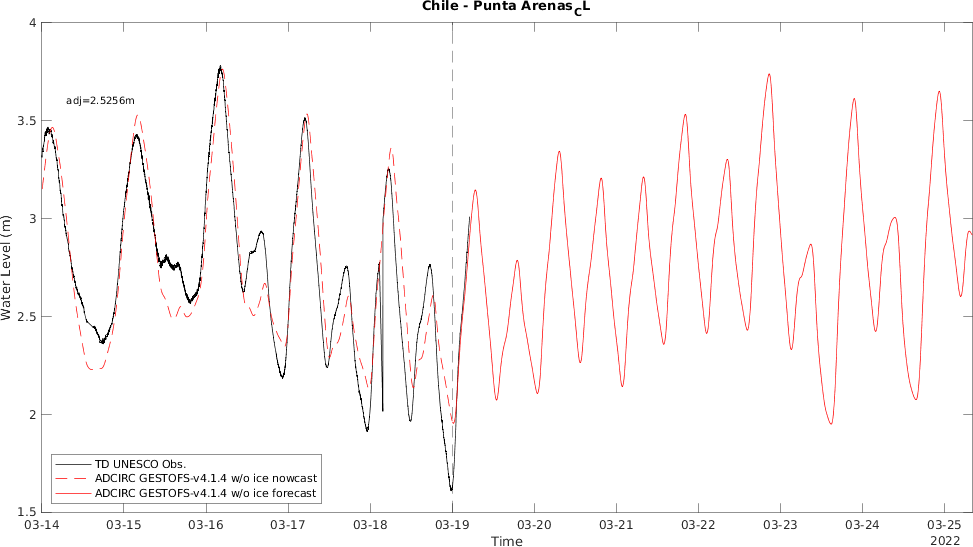 Chile - Punta Arenas_CL
4
3.5
3
2.5
2
1.5
Water Level (m)
adj=2.5256m
TD UNESCO Obs.
ADCIRC GESTOFS-v4.1.4 w/o ice nowcast
ADCIRC GESTOFS-v4.1.4 w/o ice forecast
03-14 03-15 03-16 03-17 03-18 03-19 03-20 03-21 03-22 03-23 03-24 03-25
Time
2022